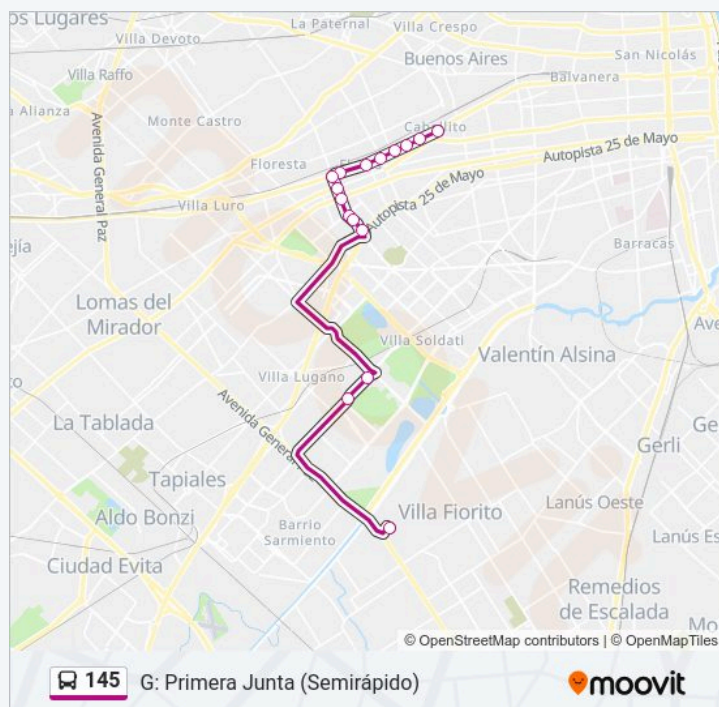 os Lugares
La Paternal
Villa Crespo
Villa Devoto
San Nicolás
Villa Raffo
Buenos Aires
Balvanera
Alianza
Monte Castro
Caballito
Avenida General Paz
Floresta
Autopista 25 de Mayo
Autopista 25 de Mayo
Villa Luro
ejía
Barracas
Lomas del
Mirador
Ave
Villa Soldati
Valentín Alsina
Villa Lugano
Avenida General
La Tablada
Ge
Gerli
Tapiales
Aldo Bonzi
Villa Fiorito
Lanús Oeste
Barrio
Sarmiento
Lanús Es
Ciudad Evita
Remedios
de Escalada
Mo
© OpenStreetMap contributors | © OpenMapTiles
145 G: Primera Junta (Semirápido)
moovit